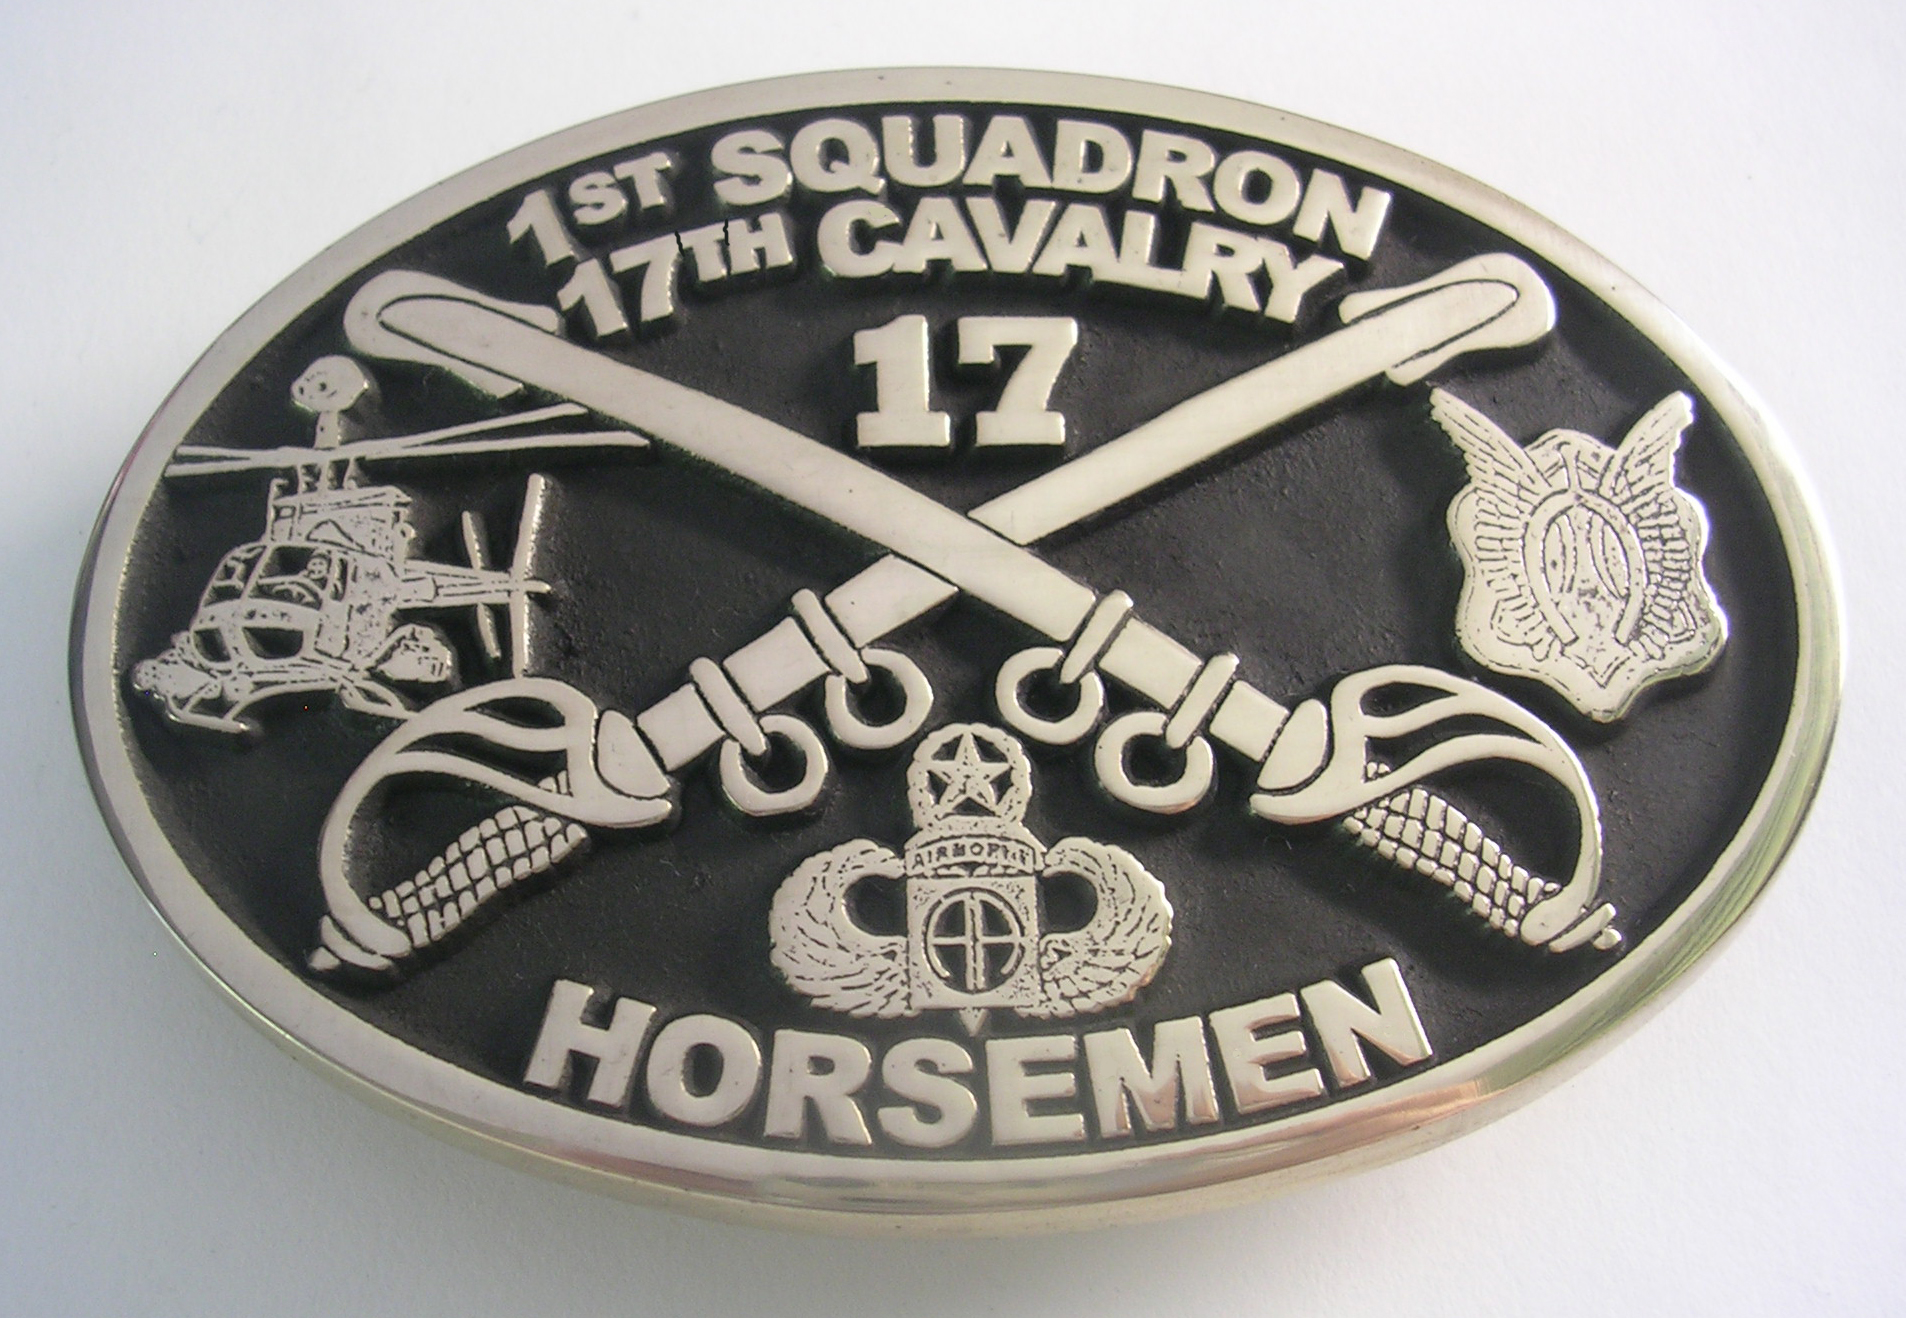 1ST SQUADRON
17TH CAVALRY
17
AIRBORNE
HORSEMEN